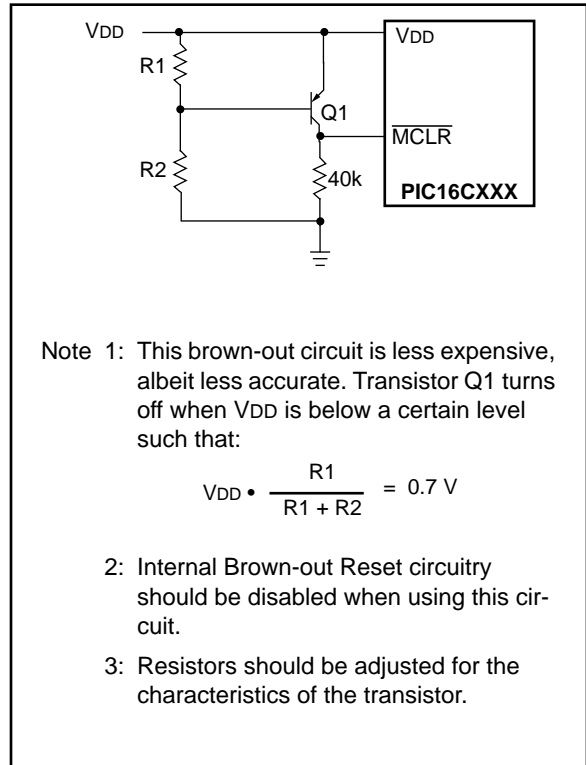 VDD
VDD
R1
Q1
MCLR
R2
40k
PIC16CXXX
Note 1: This brown-out circuit is less expensive,
albeit less accurate. Transistor Q1 turns
off when VDD is below a certain level
such that:
VDD • R1 / R1 + R2 = 0.7 V
2: Internal Brown-out Reset circuitry
should be disabled when using this cir-
cuit.
3: Resistors should be adjusted for the
characteristics of the transistor.